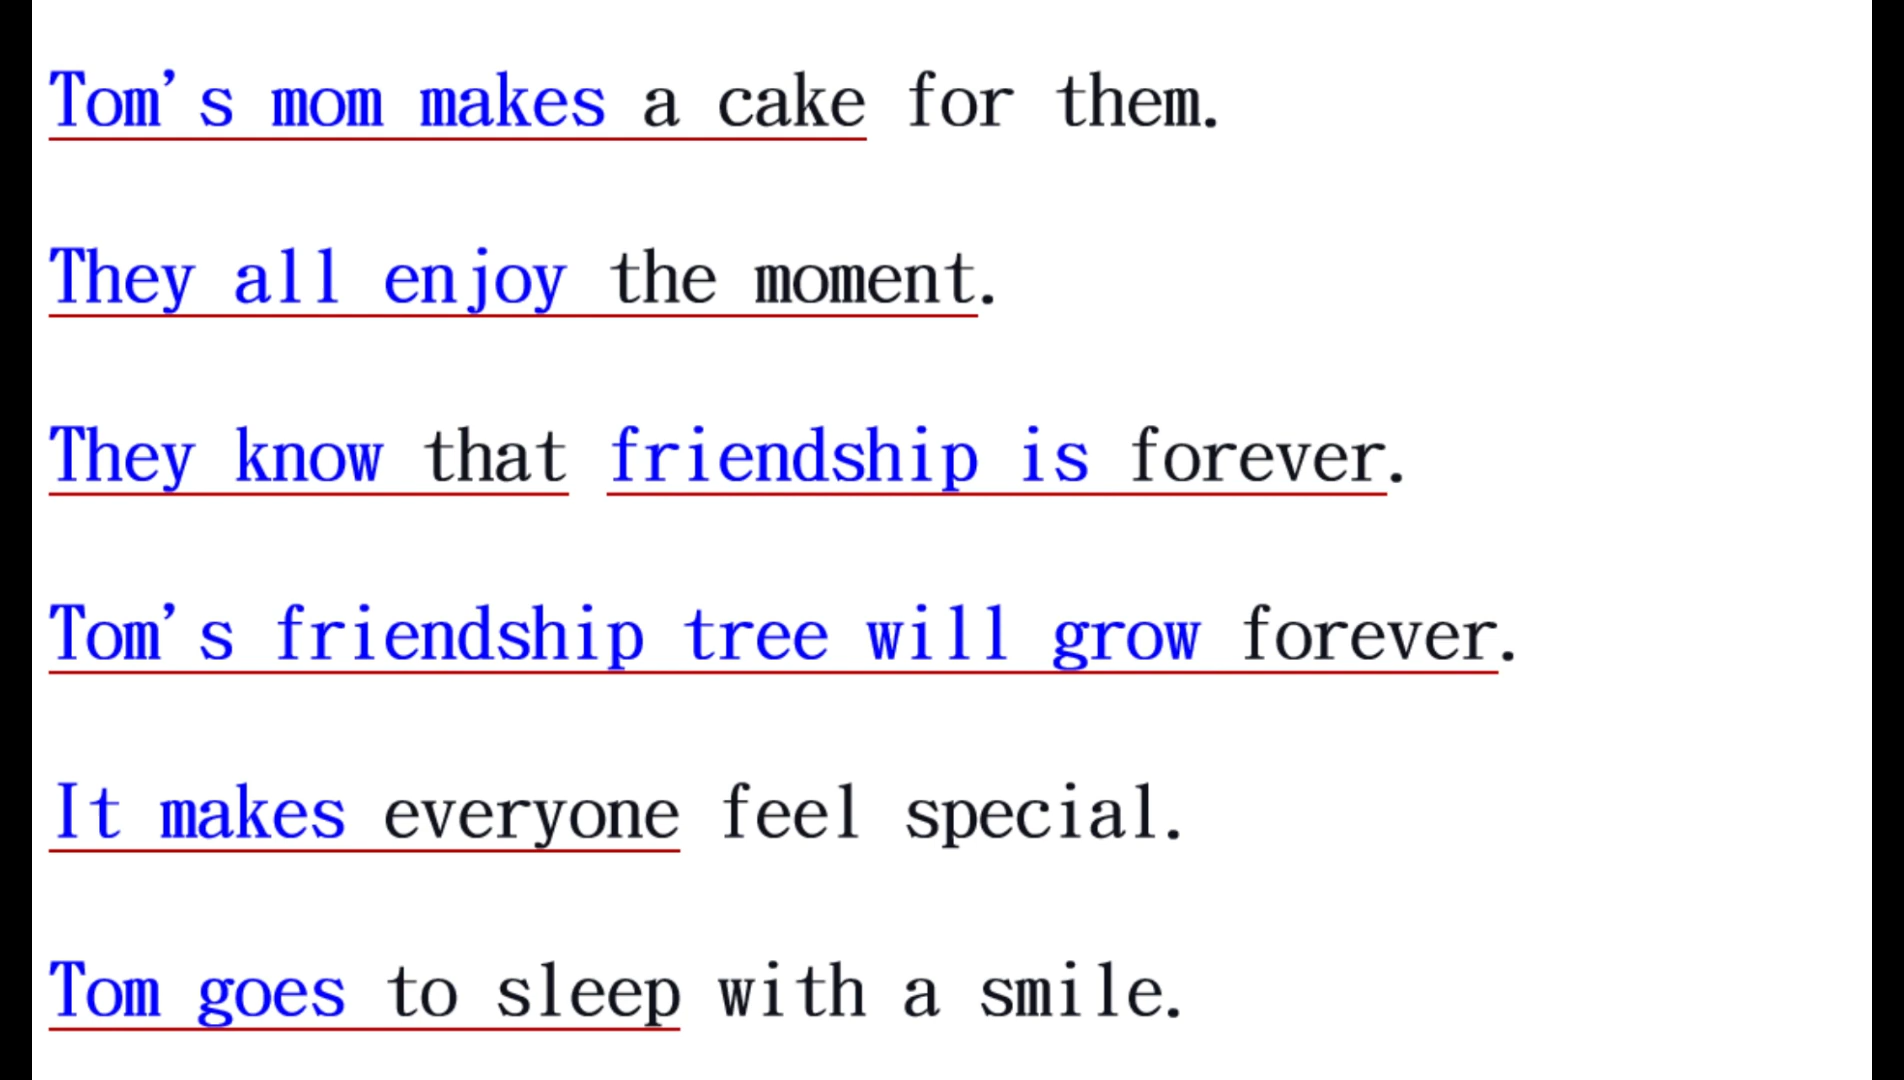 Tom's mom makes a cake for them.
They all enjoy the moment.
They know that friendship is forever.
Tom's friendship tree will grow forever.
It makes everyone feel special.
Tom goes to sleep with a smile.